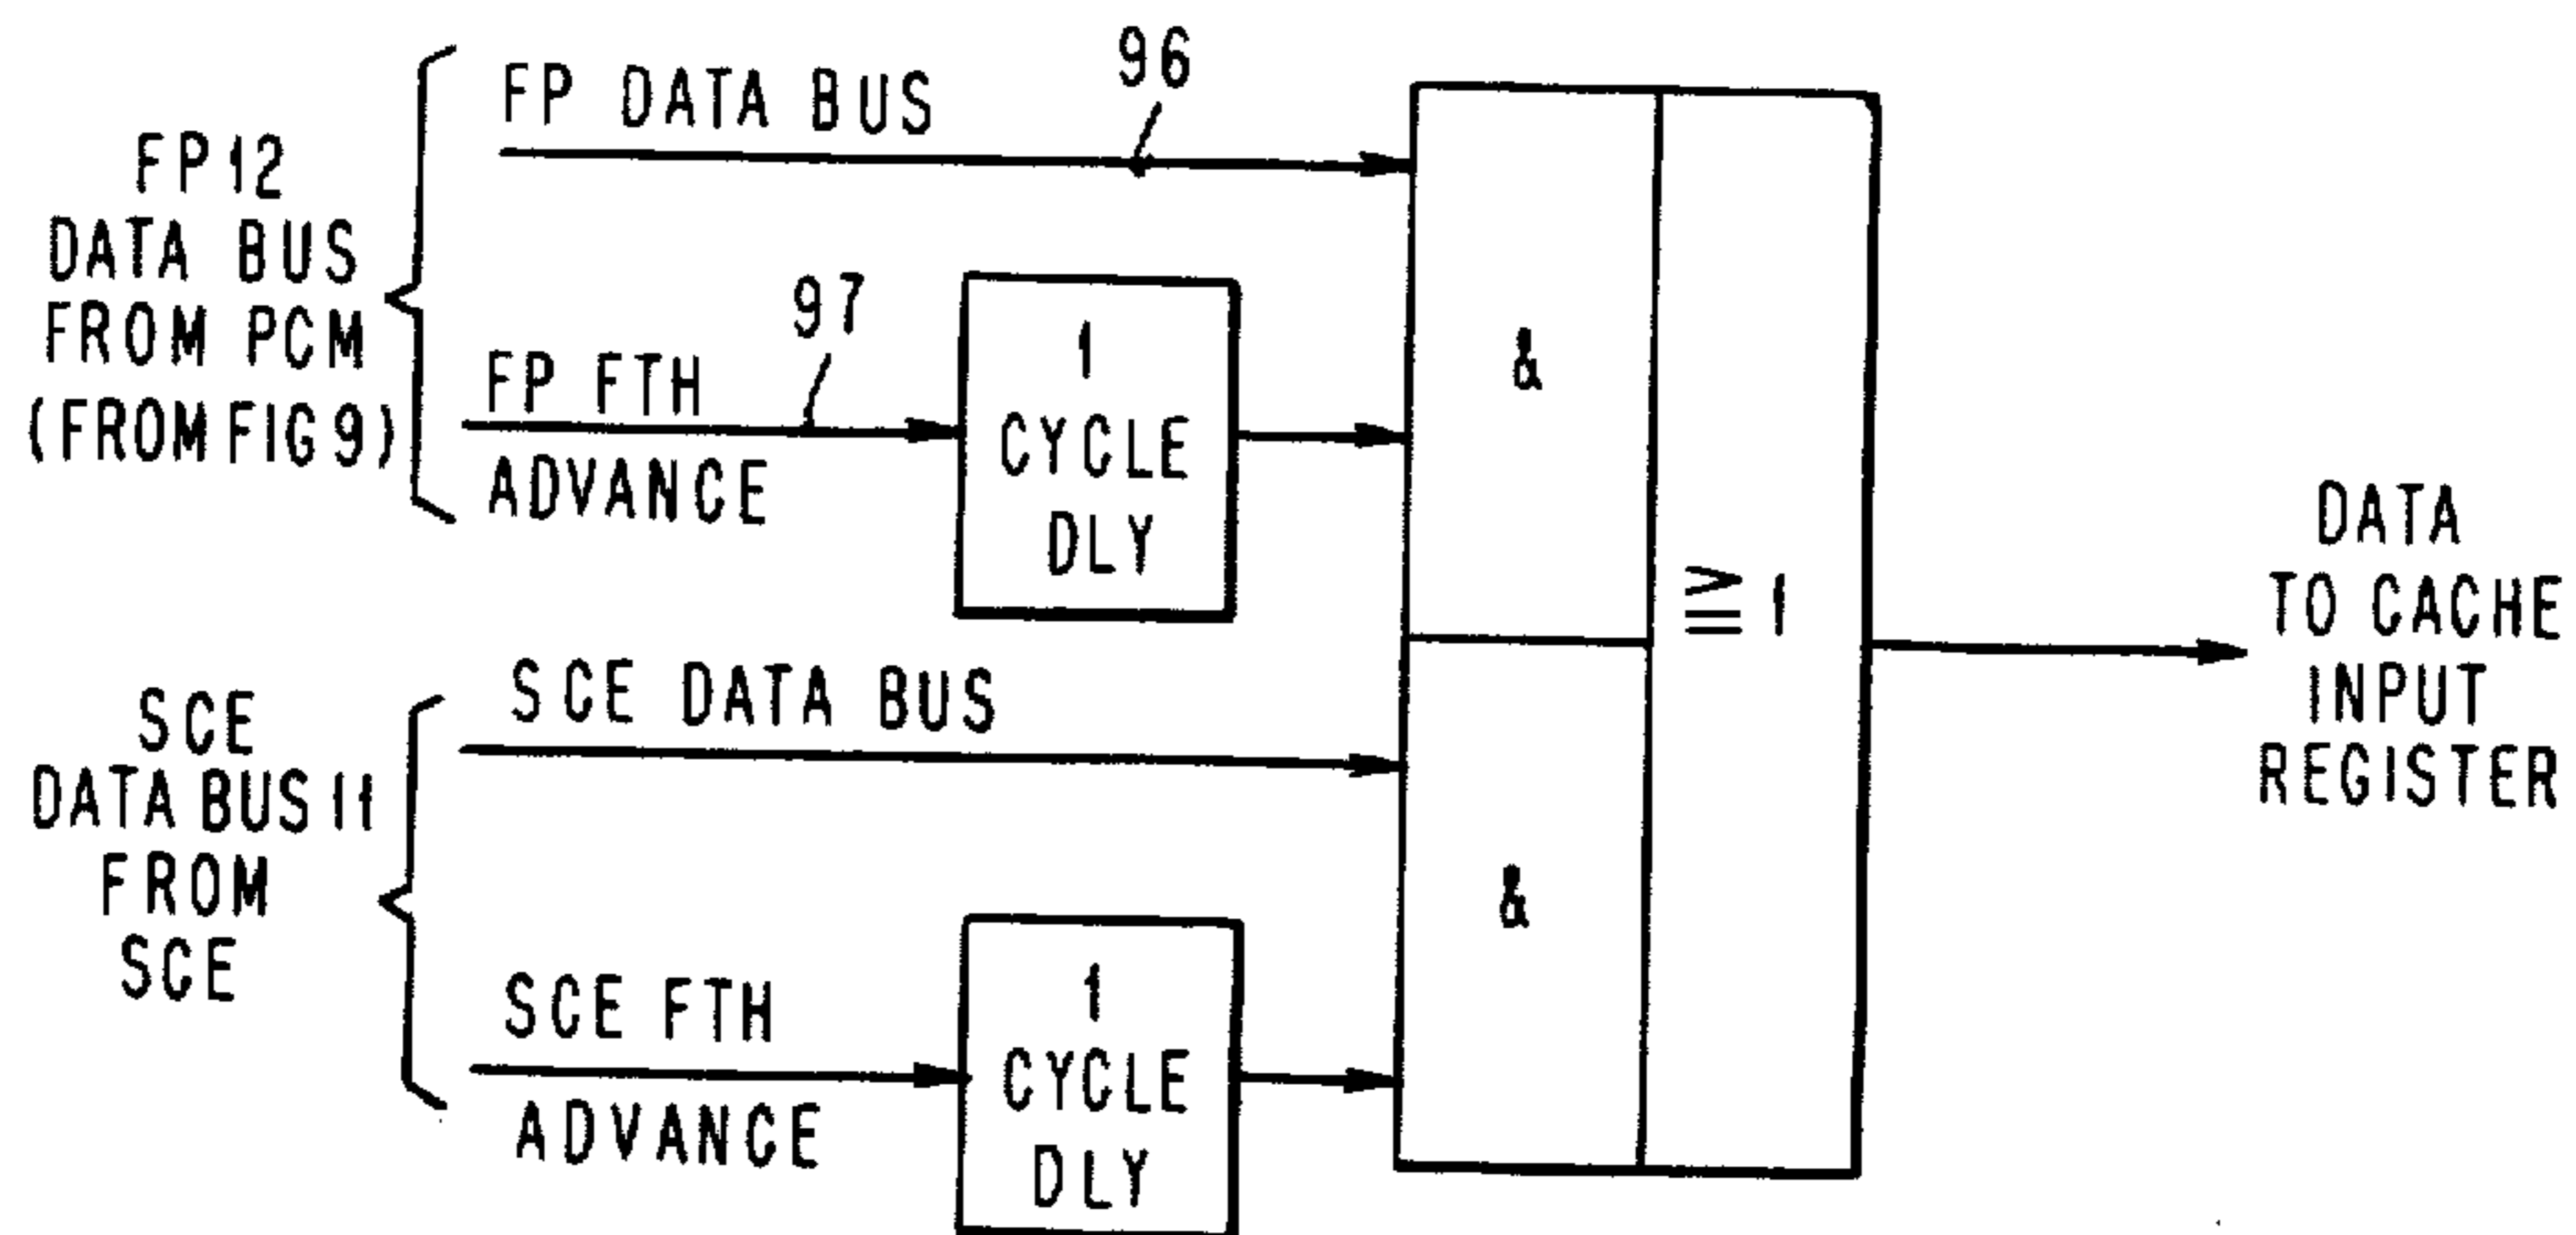 FP12
DATA BUS
FROM PCM
(FROM FIG 9)
FP DATA BUS
96
FP FTH
ADVANCE
97
1
CYCLE
DLY
&
≧ 1
SCE
DATA BUS 11
FROM
SCE
SCE DATA BUS
SCE FTH
ADVANCE
1
CYCLE
DLY
&
DATA
TO CACHE
INPUT
REGISTER